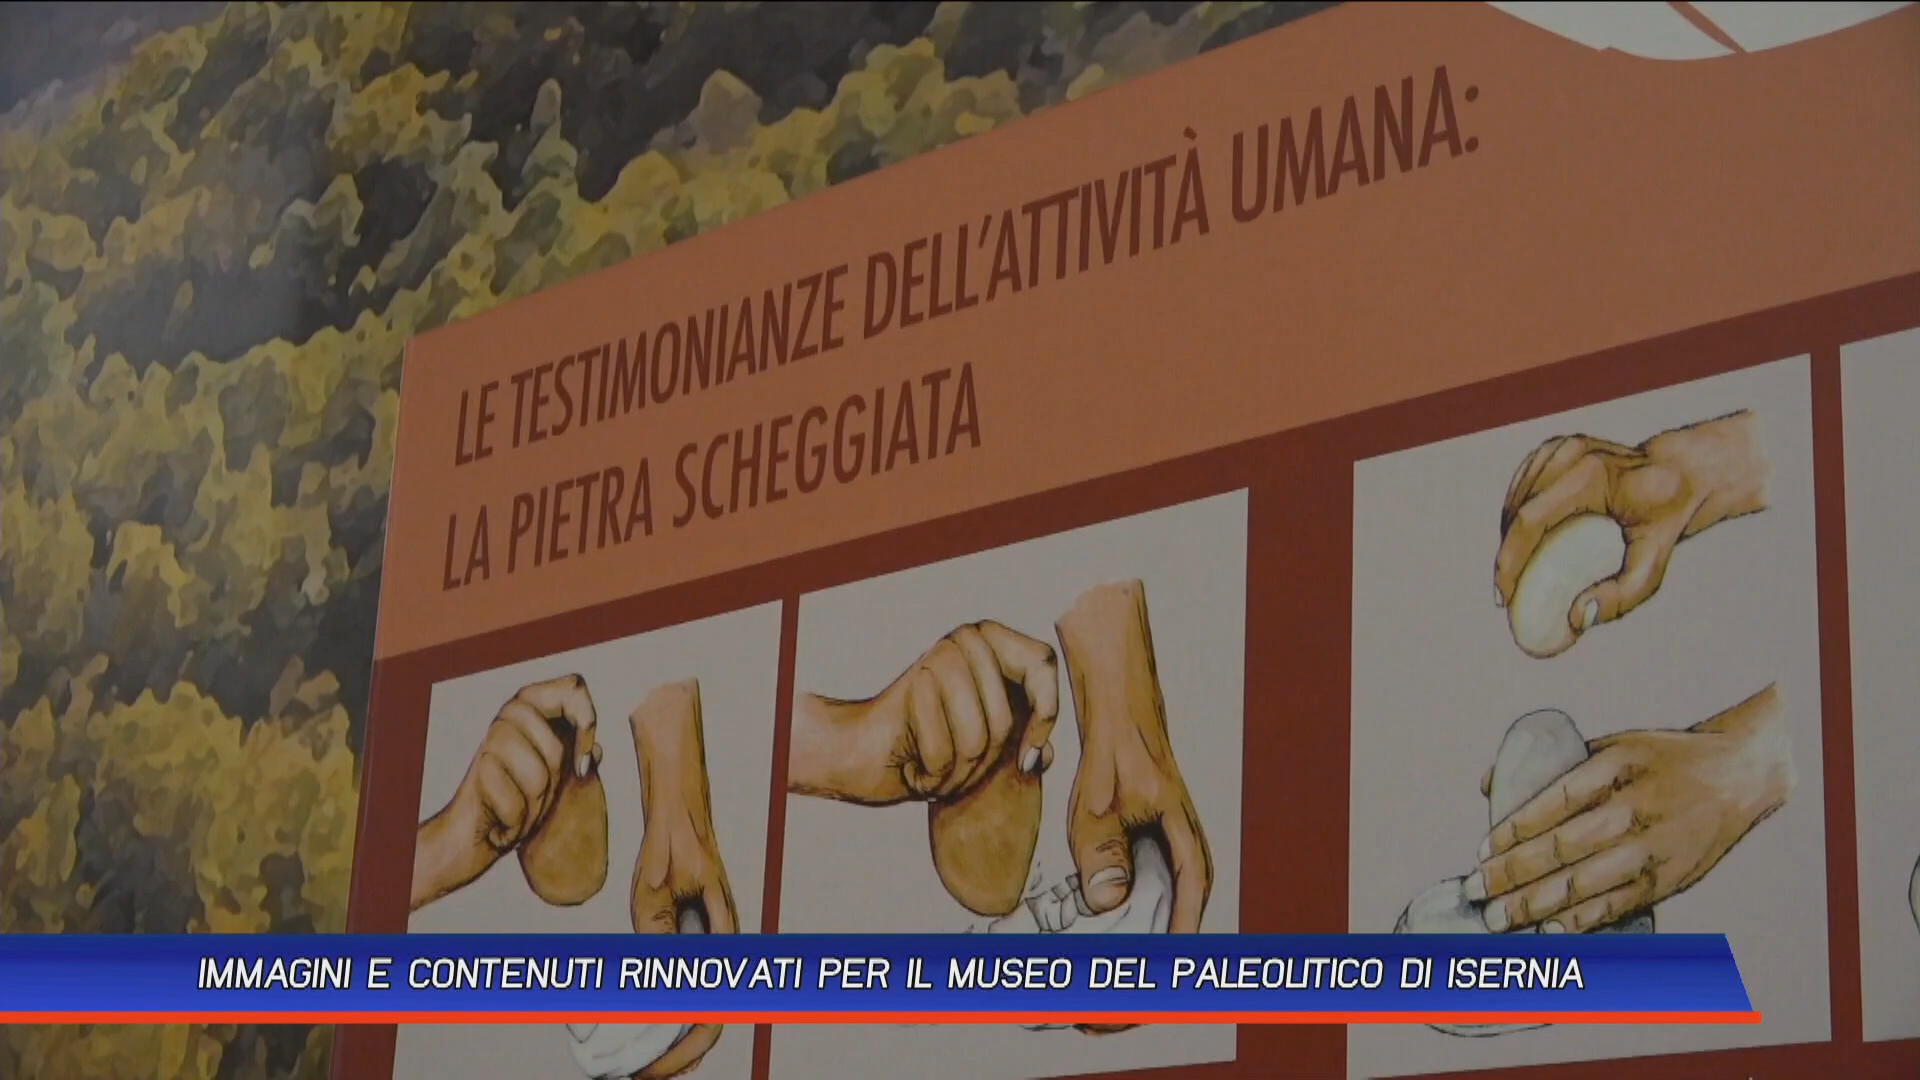 LE TESTIMONIANZE DELL'ATTIVITÀ UMANA:
LA PIETRA SCHEGGIATA
IMMAGINI E CONTENUTI RINNOVATI PER IL MUSEO DEL PALEOLITICO DI ISERNIA